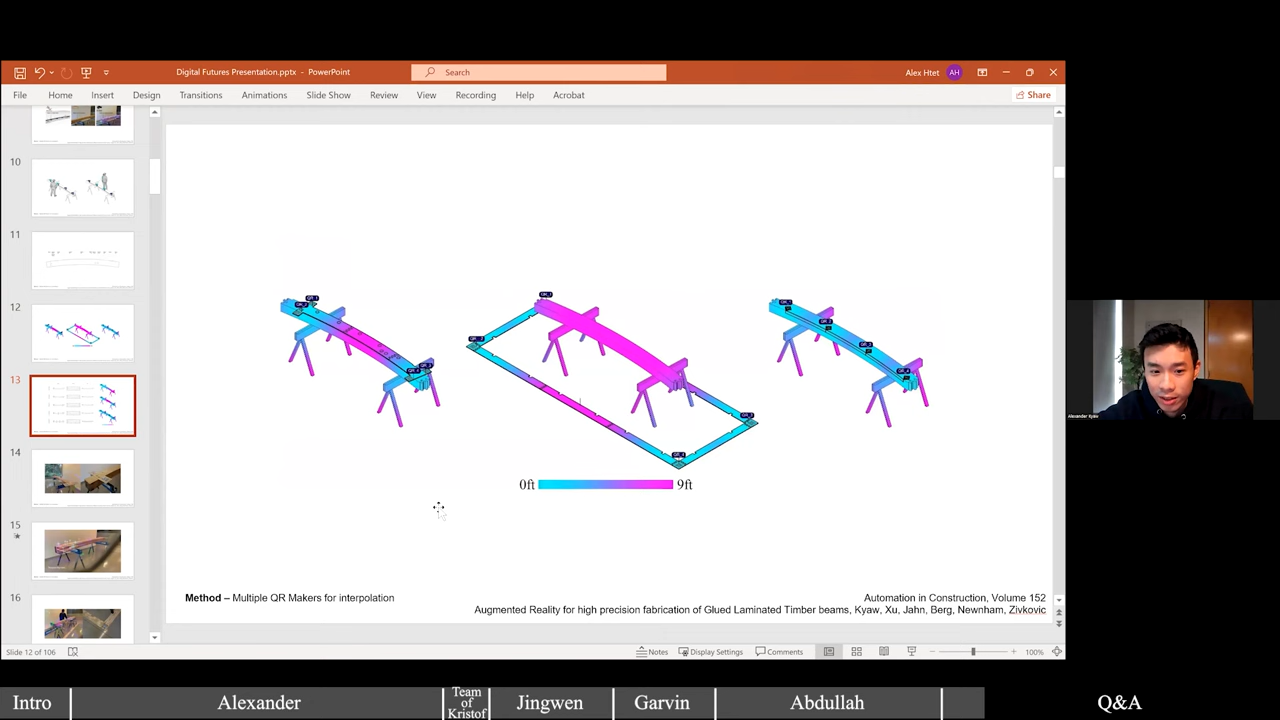 Digital Futures Presentation.pptx - PowerPoint
Search
Alex Htet
AH
File Home Insert Design Transitions Animations Slide Show Review View Recording Help Acrobat
Share
10
11
12
13
14
15
16
0ft
9ft
Method – Multiple QR Makers for interpolation
Automation in Construction, Volume 152
Augmented Reality for high precision fabrication of Glued Laminated Timber beams, Kyaw, Xu, Jahn, Berg, Newnham, Zivkovic
Slide 12 of 106
Notes
Display Settings
Comments
100%
Alexander Kyaw
Intro
Alexander
Team of Kristof
Jingwen
Garvin
Abdullah
Q&A